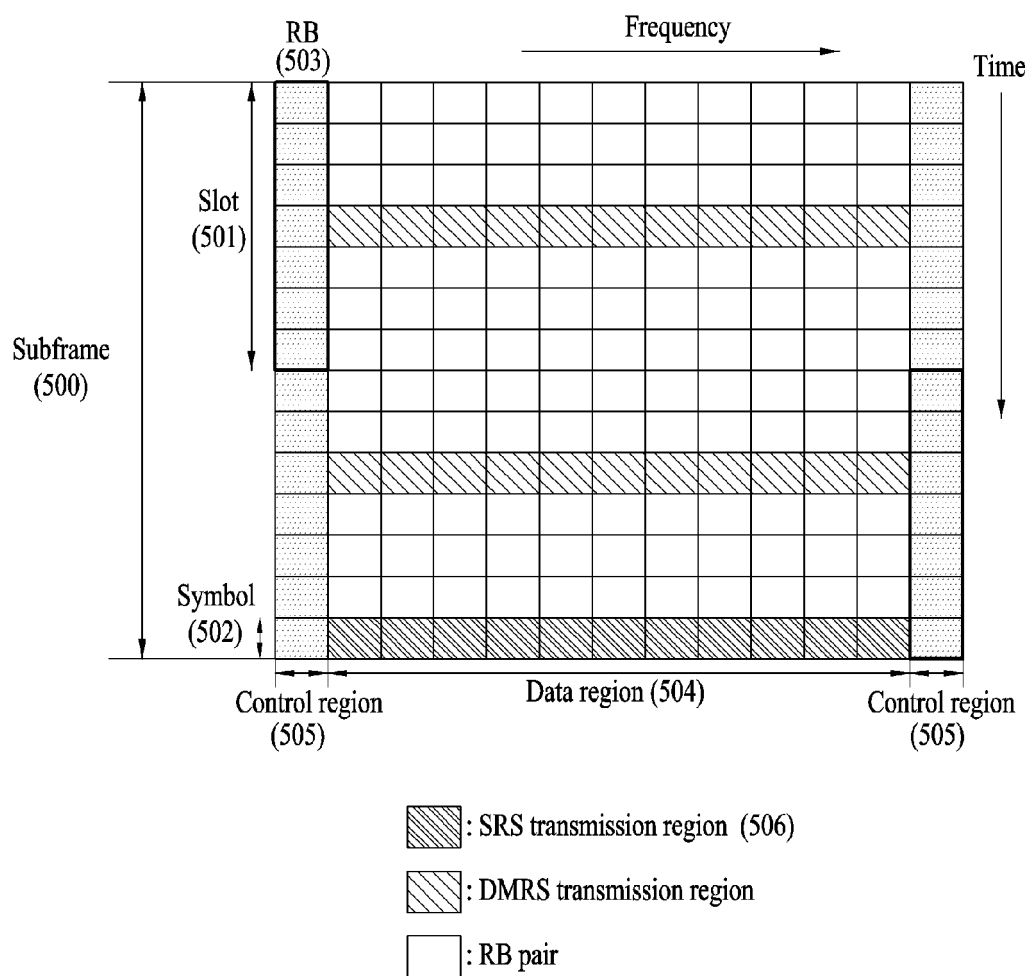 RB
(503)
Frequency
Time
Slot
(501)
Subframe
(500)
Symbol
(502)
Control region
(505)
Data region (504)
Control region
(505)
: SRS transmission region (506)
: DMRS transmission region
: RB pair